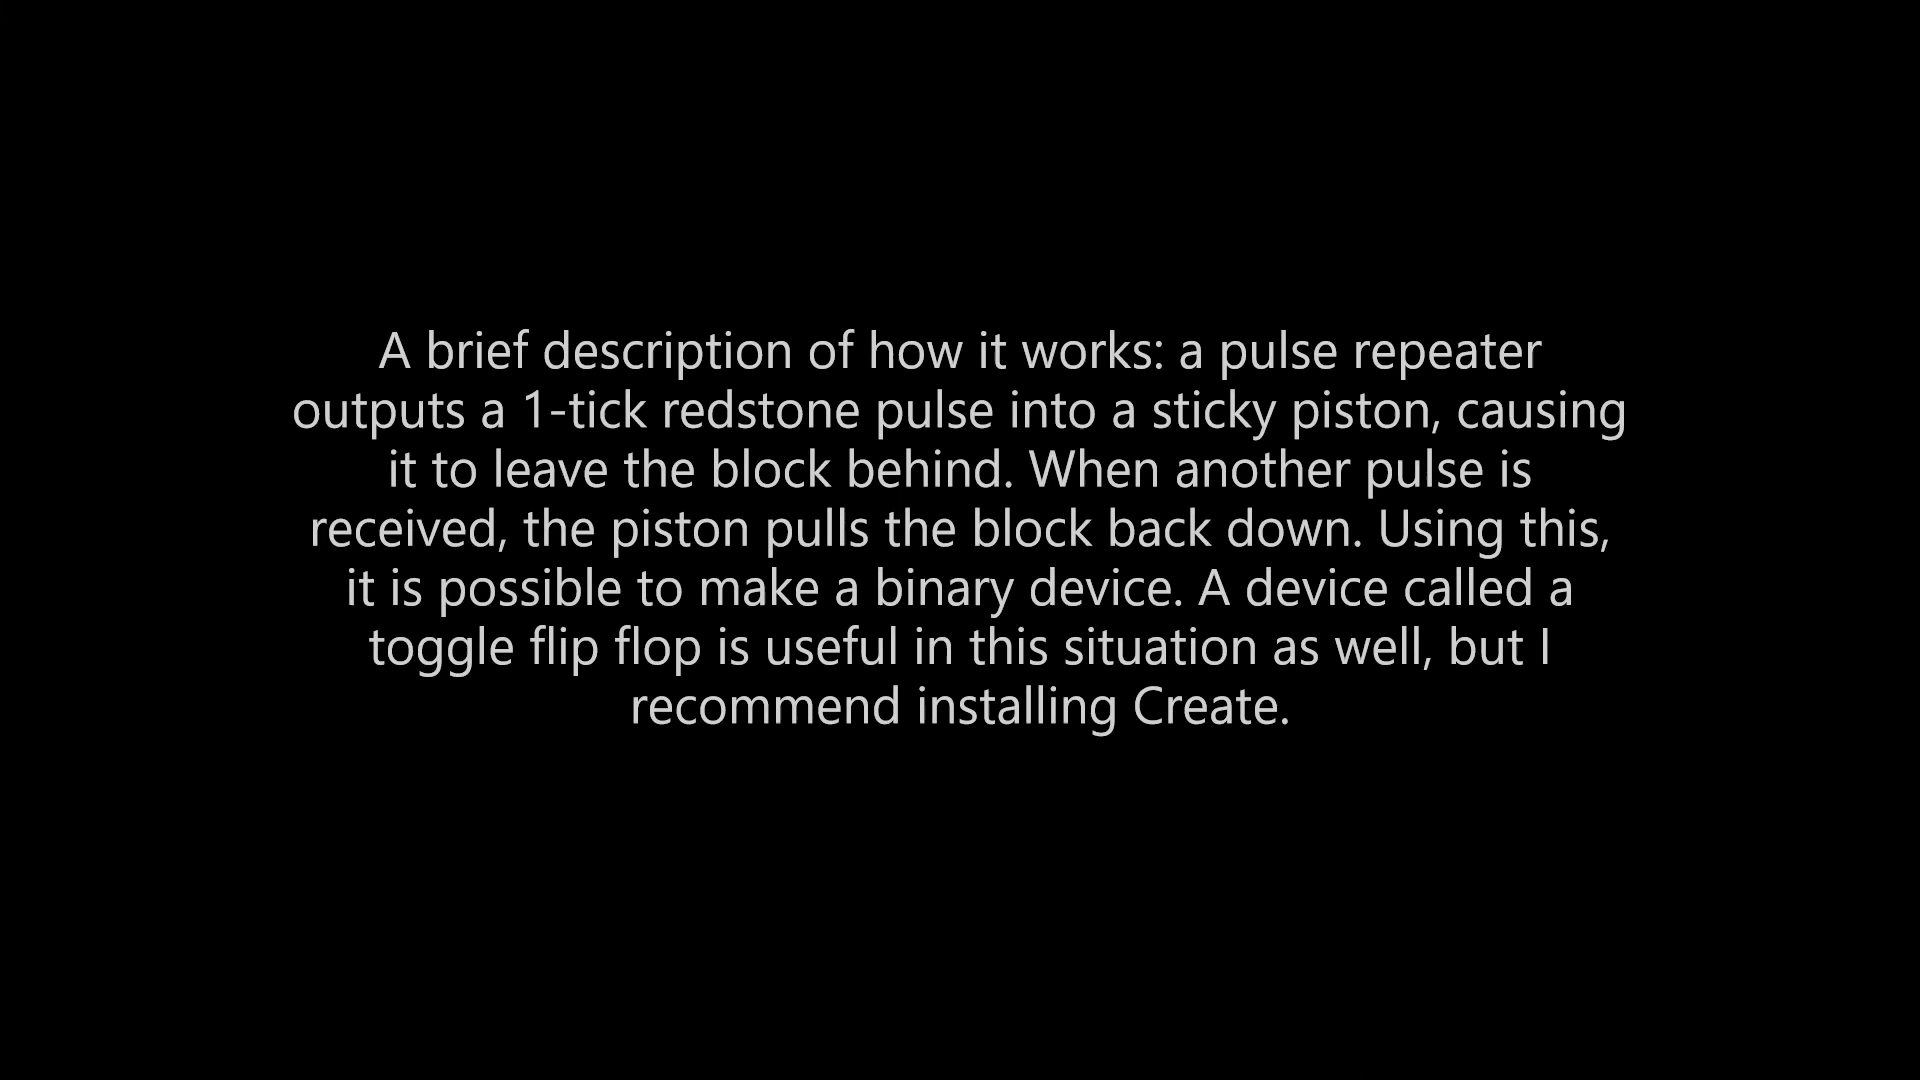 A brief description of how it works: a pulse repeater
outputs a 1-tick redstone pulse into a sticky piston, causing
it to leave the block behind. When another pulse is
received, the piston pulls the block back down. Using this,
it is possible to make a binary device. A device called a
toggle flip flop is useful in this situation as well, but I
recommend installing Create.